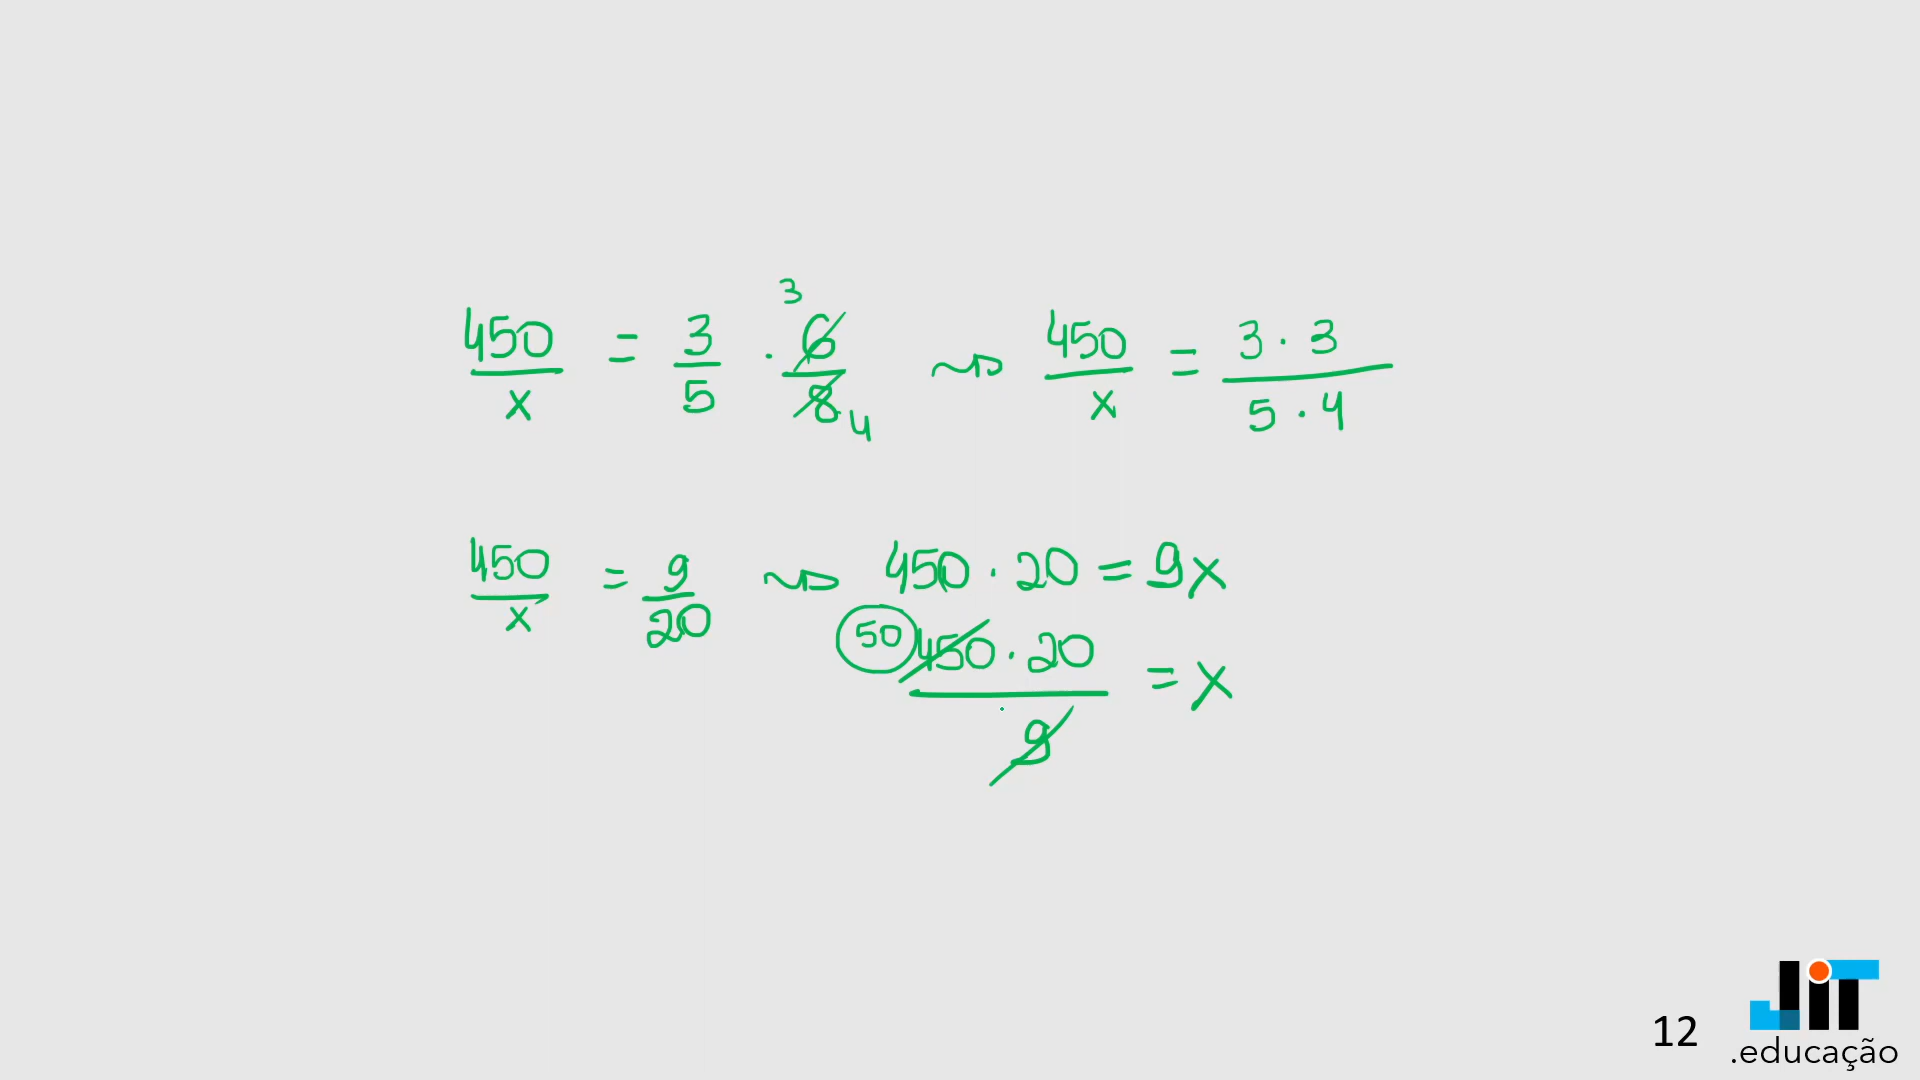 450/x = 3/5 · 6/8 3 4 ⇝ 450/x = 3 · 3 / 5 · 4
450/x = 9/20 ⇝ 450 · 20 = 9x
50 450 · 20 / 9 = x
12
JIT
.educação